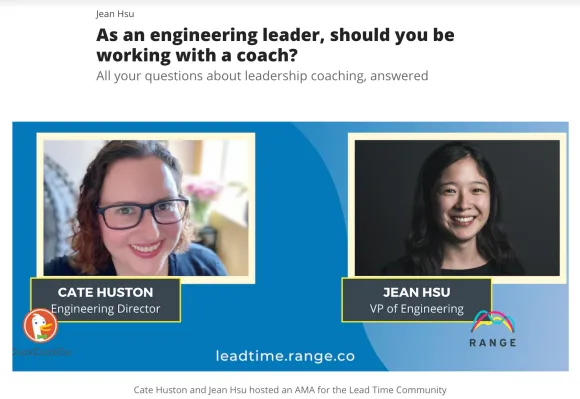 Jean Hsu
As an engineering leader, should you be
working with a coach?
All your questions about leadership coaching, answered
CATE HUSTON
Engineering Director
JEAN HSU
VP of Engineering
RANGE
leadtime.range.co
Cate Huston and Jean Hsu hosted an AMA for the Lead Time Community